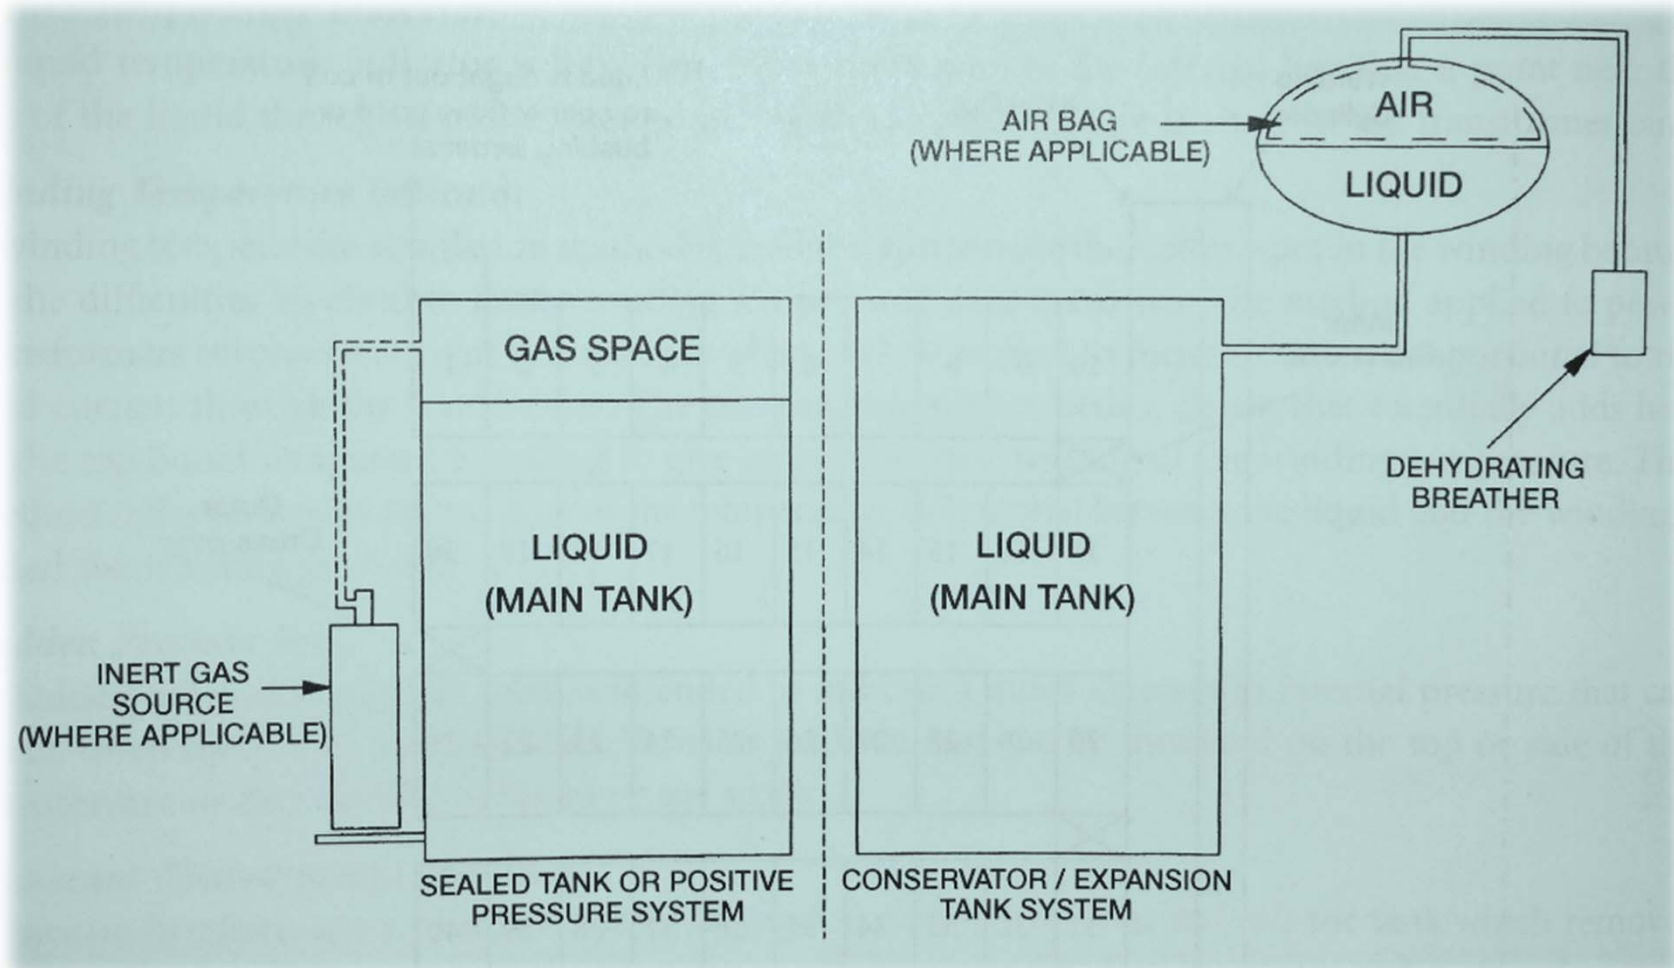 AIR BAG
(WHERE APPLICABLE)
AIR
LIQUID
DEHYDRATING
BREATHER
GAS SPACE
LIQUID
(MAIN TANK)
INERT GAS
SOURCE
(WHERE APPLICABLE)
SEALED TANK OR POSITIVE
PRESSURE SYSTEM
LIQUID
(MAIN TANK)
CONSERVATOR / EXPANSION
TANK SYSTEM